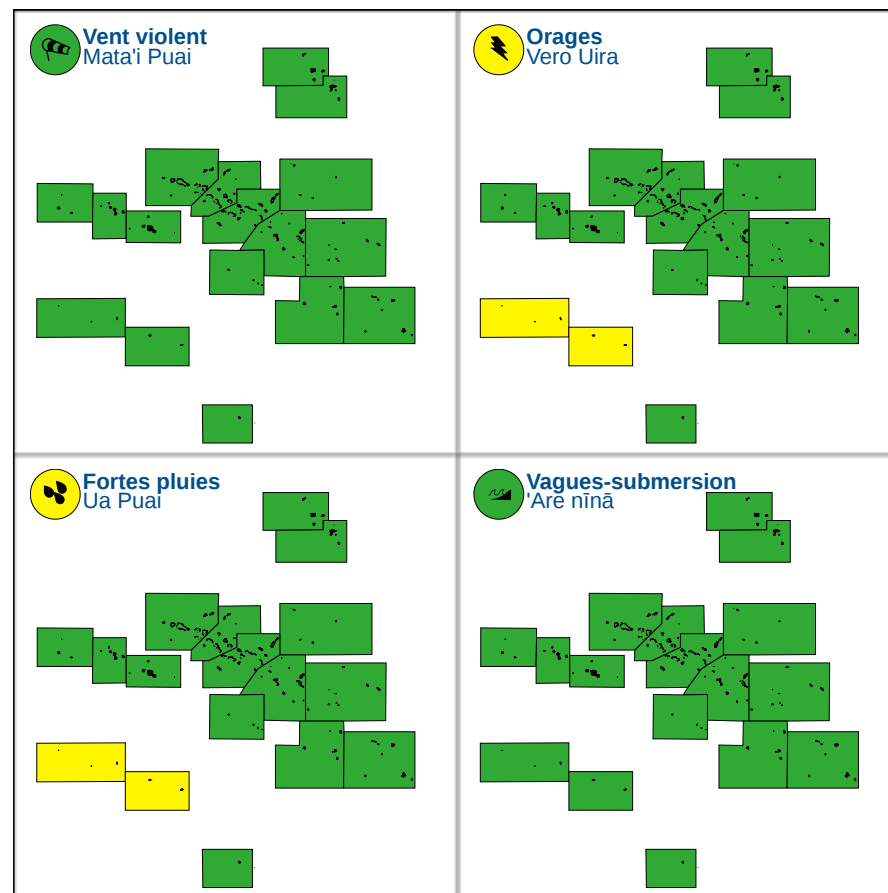 Vent violent
Mata'i Puai
Orages
Vero Uira
Fortes pluies
Ua Puai
Vagues-submersion
'Are nīnā